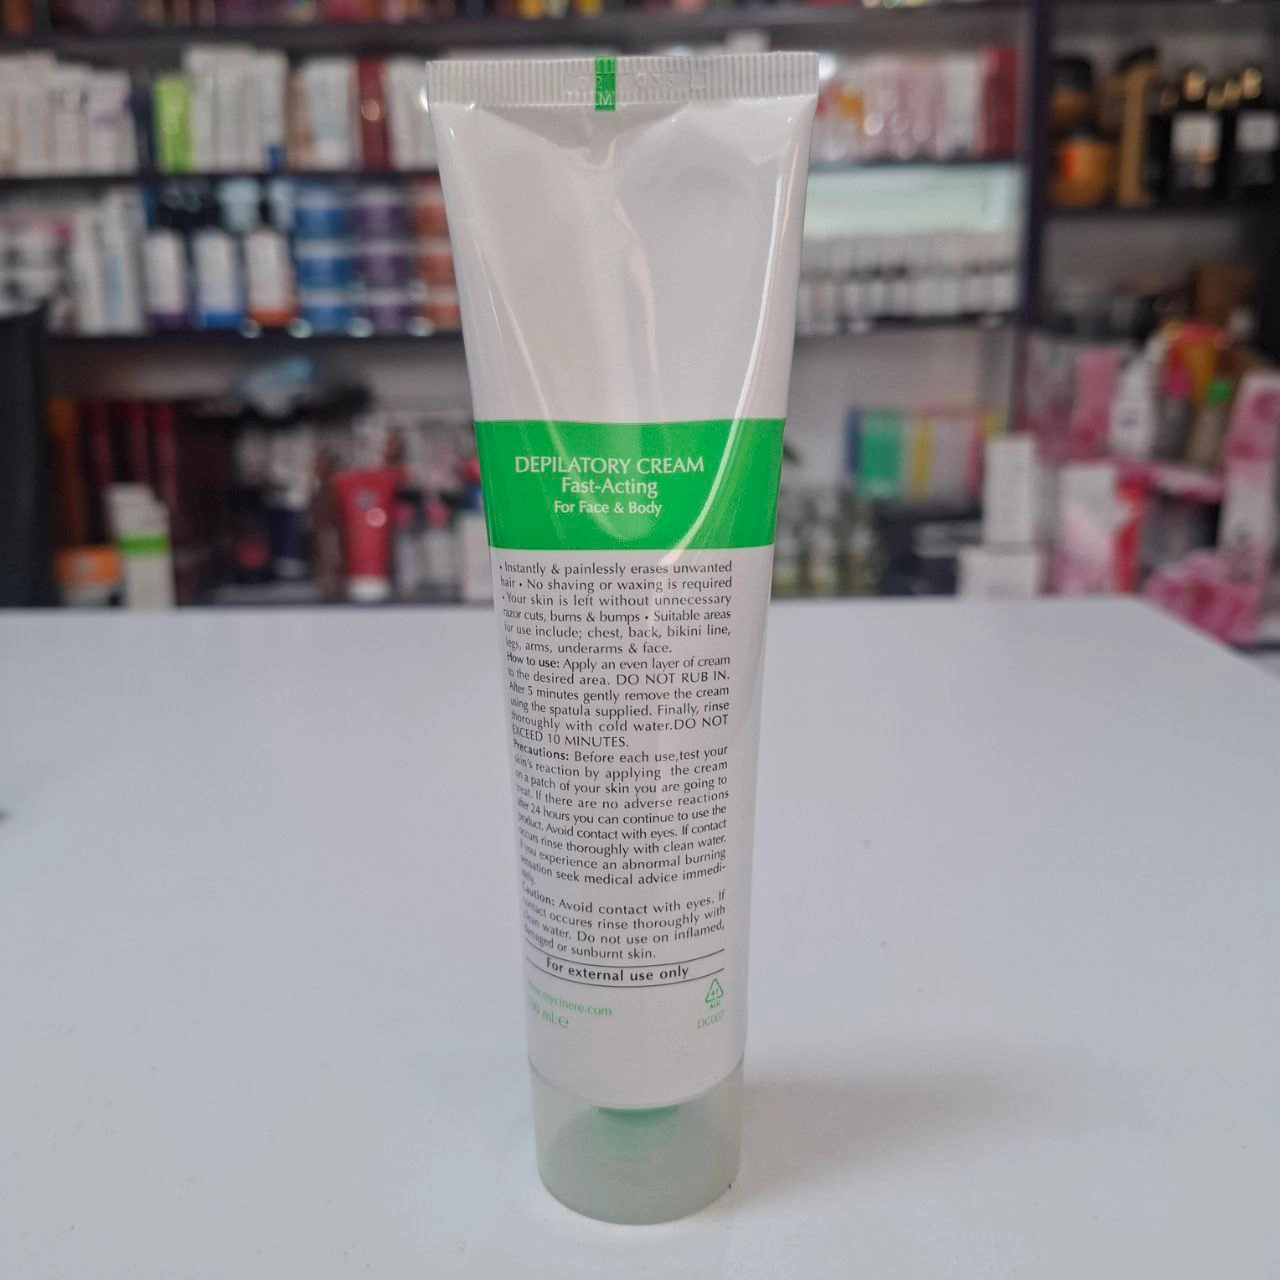 DEPILATORY CREAM
Fast-Acting
For Face & Body
• Instantly & painlessly erases unwanted
hair • No shaving or waxing is required
• Your skin is left without unnecessary
razor cuts, burns & bumps • Suitable areas
for use include; chest, back, bikini line,
legs, arms, underarms & face.
How to use: Apply an even layer of cream
to the desired area. DO NOT RUB IN.
After 5 minutes gently remove the cream
using the spatula supplied. Finally, rinse
thoroughly with cold water.DO NOT
EXCEED 10 MINUTES.
Precautions: Before each use,test your
skin's reaction by applying the cream
on a patch of your skin you are going to
treat. If there are no adverse reactions
after 24 hours you can continue to use the
product. Avoid contact with eyes. If contact
occurs rinse thoroughly with clean water.
If you experience an abnormal burning
sensation seek medical advice immedi-
ately.
Caution: Avoid contact with eyes. If
contact occures rinse thoroughly with
clean water. Do not use on inflamed,
damaged or sunburnt skin.
For external use only
www.mycinere.com
100 ml.e
41
ALU
DC007